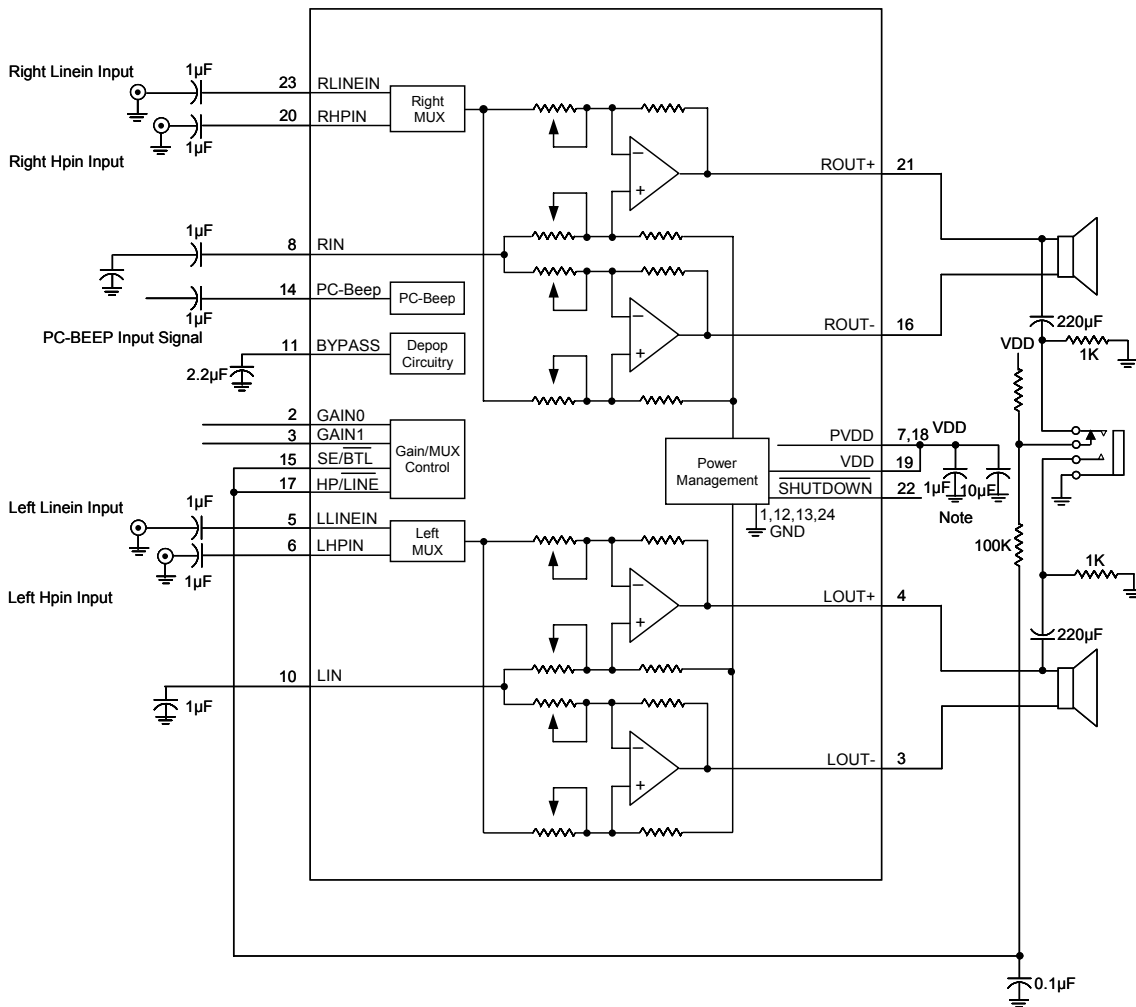 Right Linein Input
1µF
23 RLINEIN
Right
MUX
20 RHPIN
1µF
Right Hpin Input
−
+
ROUT+ 21
1µF
8 RIN
14 PC-Beep
PC-Beep
1µF
PC-BEEP Input Signal
11 BYPASS
Depop
Circuitry
2.2µF
−
+
ROUT- 16
220µF
VDD
1K
2 GAIN0
3 GAIN1
15 SE/BTL
17 HP/LINE
Gain/MUX
Control
Power
Management
PVDD 7,18 VDD
VDD 19
SHUTDOWN 22
1µF 10µF
Note
1,12,13,24
GND
100K
1K
Left Linein Input
1µF
5 LLINEIN
Left
MUX
6 LHPIN
1µF
Left Hpin Input
−
+
LOUT+ 4
220µF
10 LIN
1µF
−
+
LOUT- 3
0.1µF